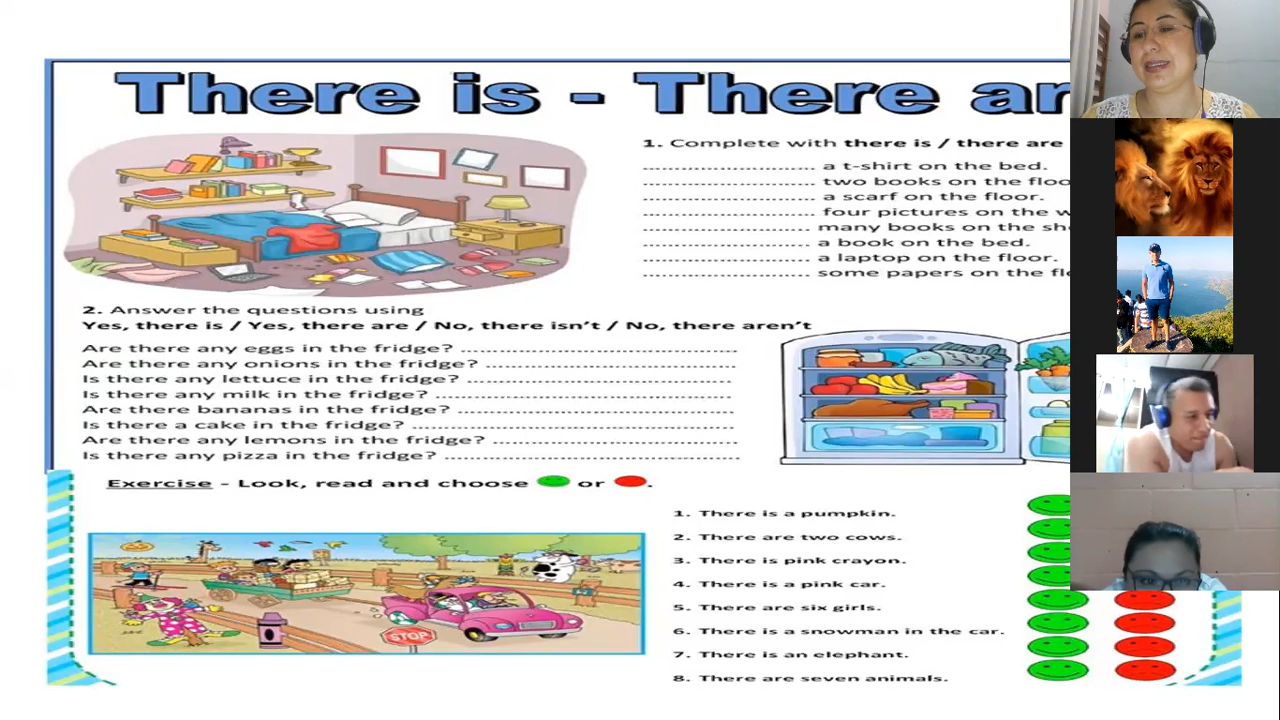 There is - There
1. Complete with there is / there are
.......................................... a t-shirt on the bed.
.......................................... two books on the
.......................................... a scarf on the floor.
.......................................... four pictures on the
.......................................... many books on the
.......................................... a book on the bed.
.......................................... a laptop on the floor.
.......................................... some papers on the
2. Answer the questions using
Yes, there is / Yes, there are / No, there isn't / No, there aren't
Are there any eggs in the fridge? ..................................................................
Are there any onions in the fridge? ..................................................................
Is there any lettuce in the fridge? ..................................................................
Is there any milk in the fridge? ..................................................................
Are there bananas in the fridge? ..................................................................
Is there a cake in the fridge? ..................................................................
Are there any lemons in the fridge? ..................................................................
Is there any pizza in the fridge? ..................................................................
Exercise – Look, read and choose or .
1. There is a pumpkin.
2. There are two cows.
3. There is pink crayon.
4. There is a pink car.
5. There are six girls.
6. There is a snowman in the car.
7. There is an elephant.
8. There are seven animals.
STOP